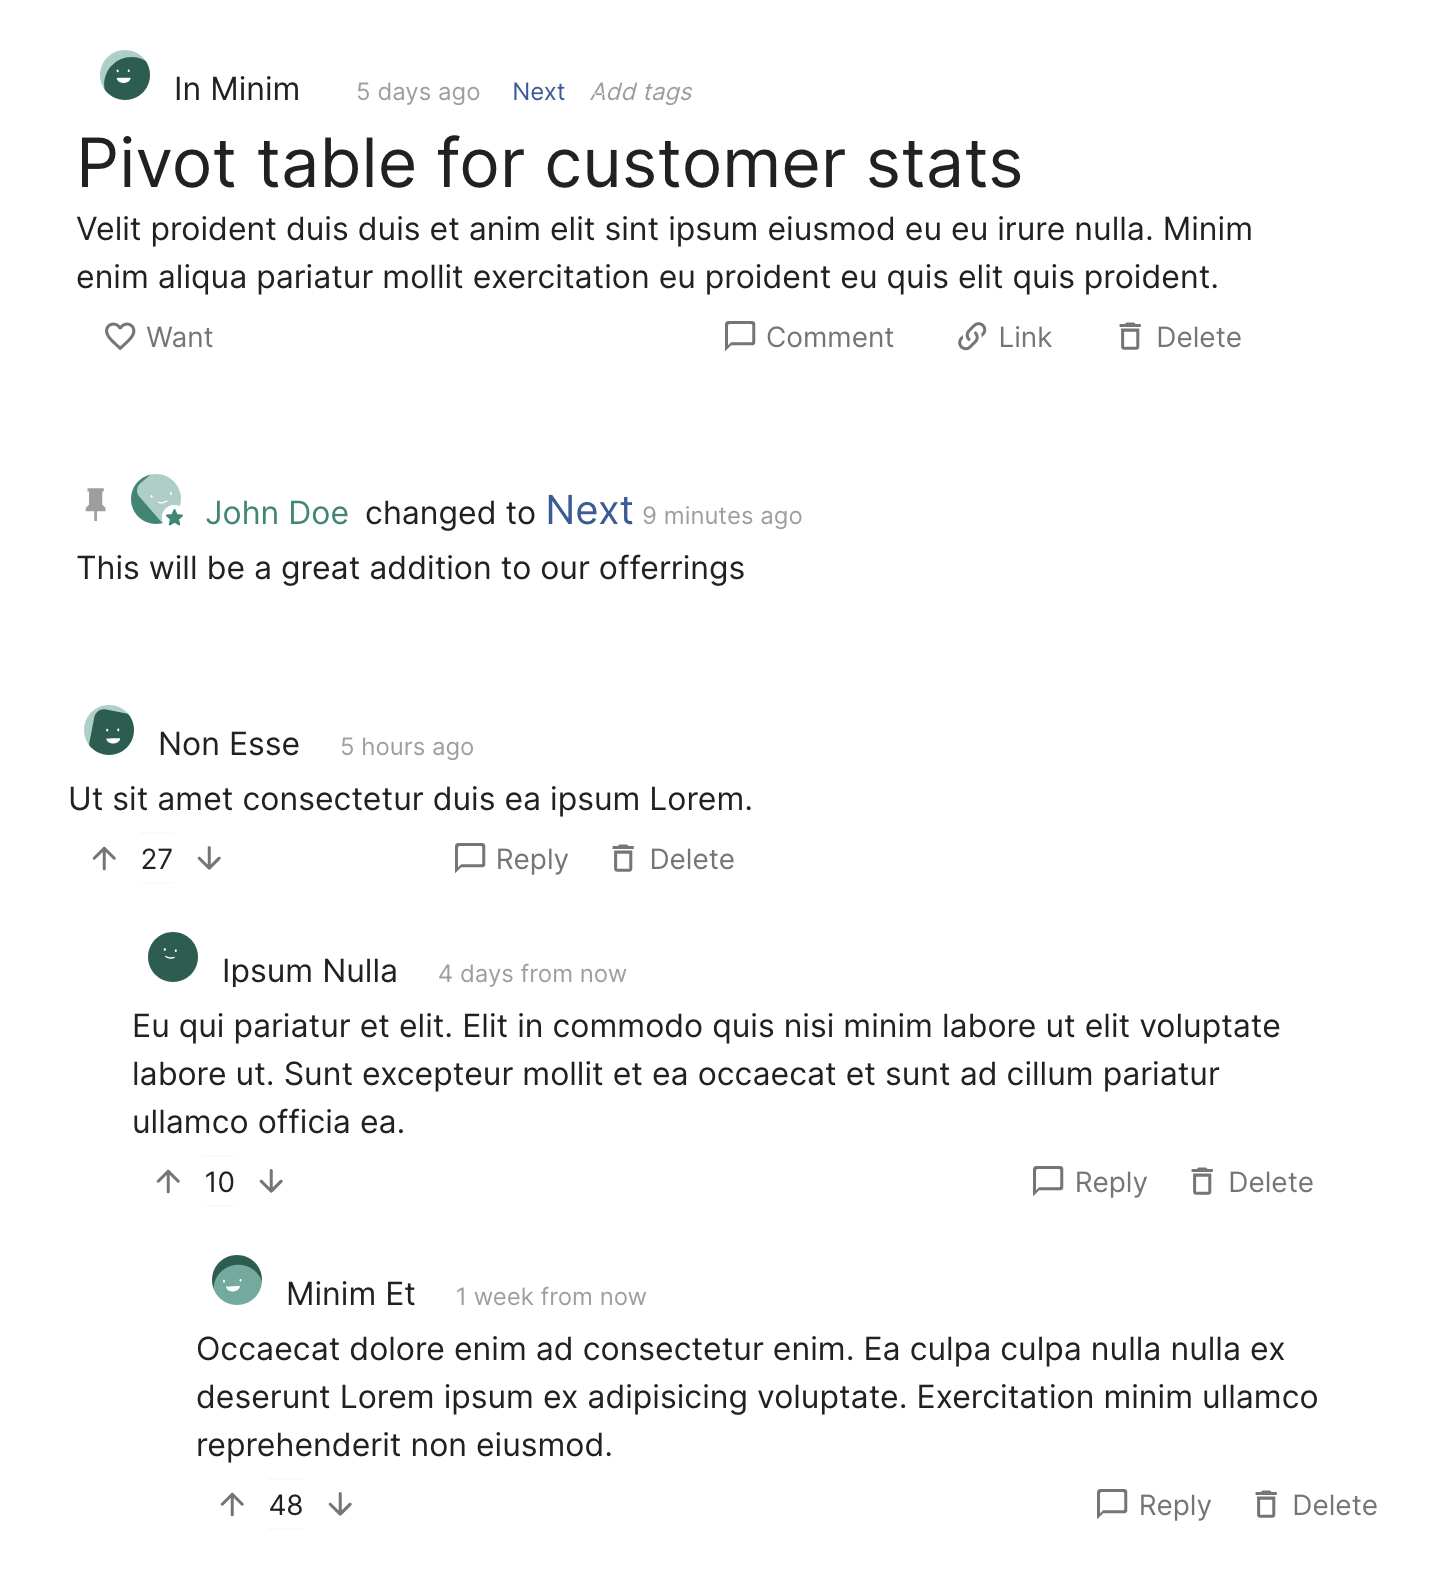 In Minim 5 days ago Next Add tags
Pivot table for customer stats
Velit proident duis duis et anim elit sint ipsum eiusmod eu eu irure nulla. Minim
enim aliqua pariatur mollit exercitation eu proident eu quis elit quis proident.
Want Comment Link Delete
John Doe changed to Next 9 minutes ago
This will be a great addition to our offerrings
Non Esse 5 hours ago
Ut sit amet consectetur duis ea ipsum Lorem.
27 Reply Delete
Ipsum Nulla 4 days from now
Eu qui pariatur et elit. Elit in commodo quis nisi minim labore ut elit voluptate
labore ut. Sunt excepteur mollit et ea occaecat et sunt ad cillum pariatur
ullamco officia ea.
10 Reply Delete
Minim Et 1 week from now
Occaecat dolore enim ad consectetur enim. Ea culpa culpa nulla nulla ex
deserunt Lorem ipsum ex adipisicing voluptate. Exercitation minim ullamco
reprehenderit non eiusmod.
48 Reply Delete